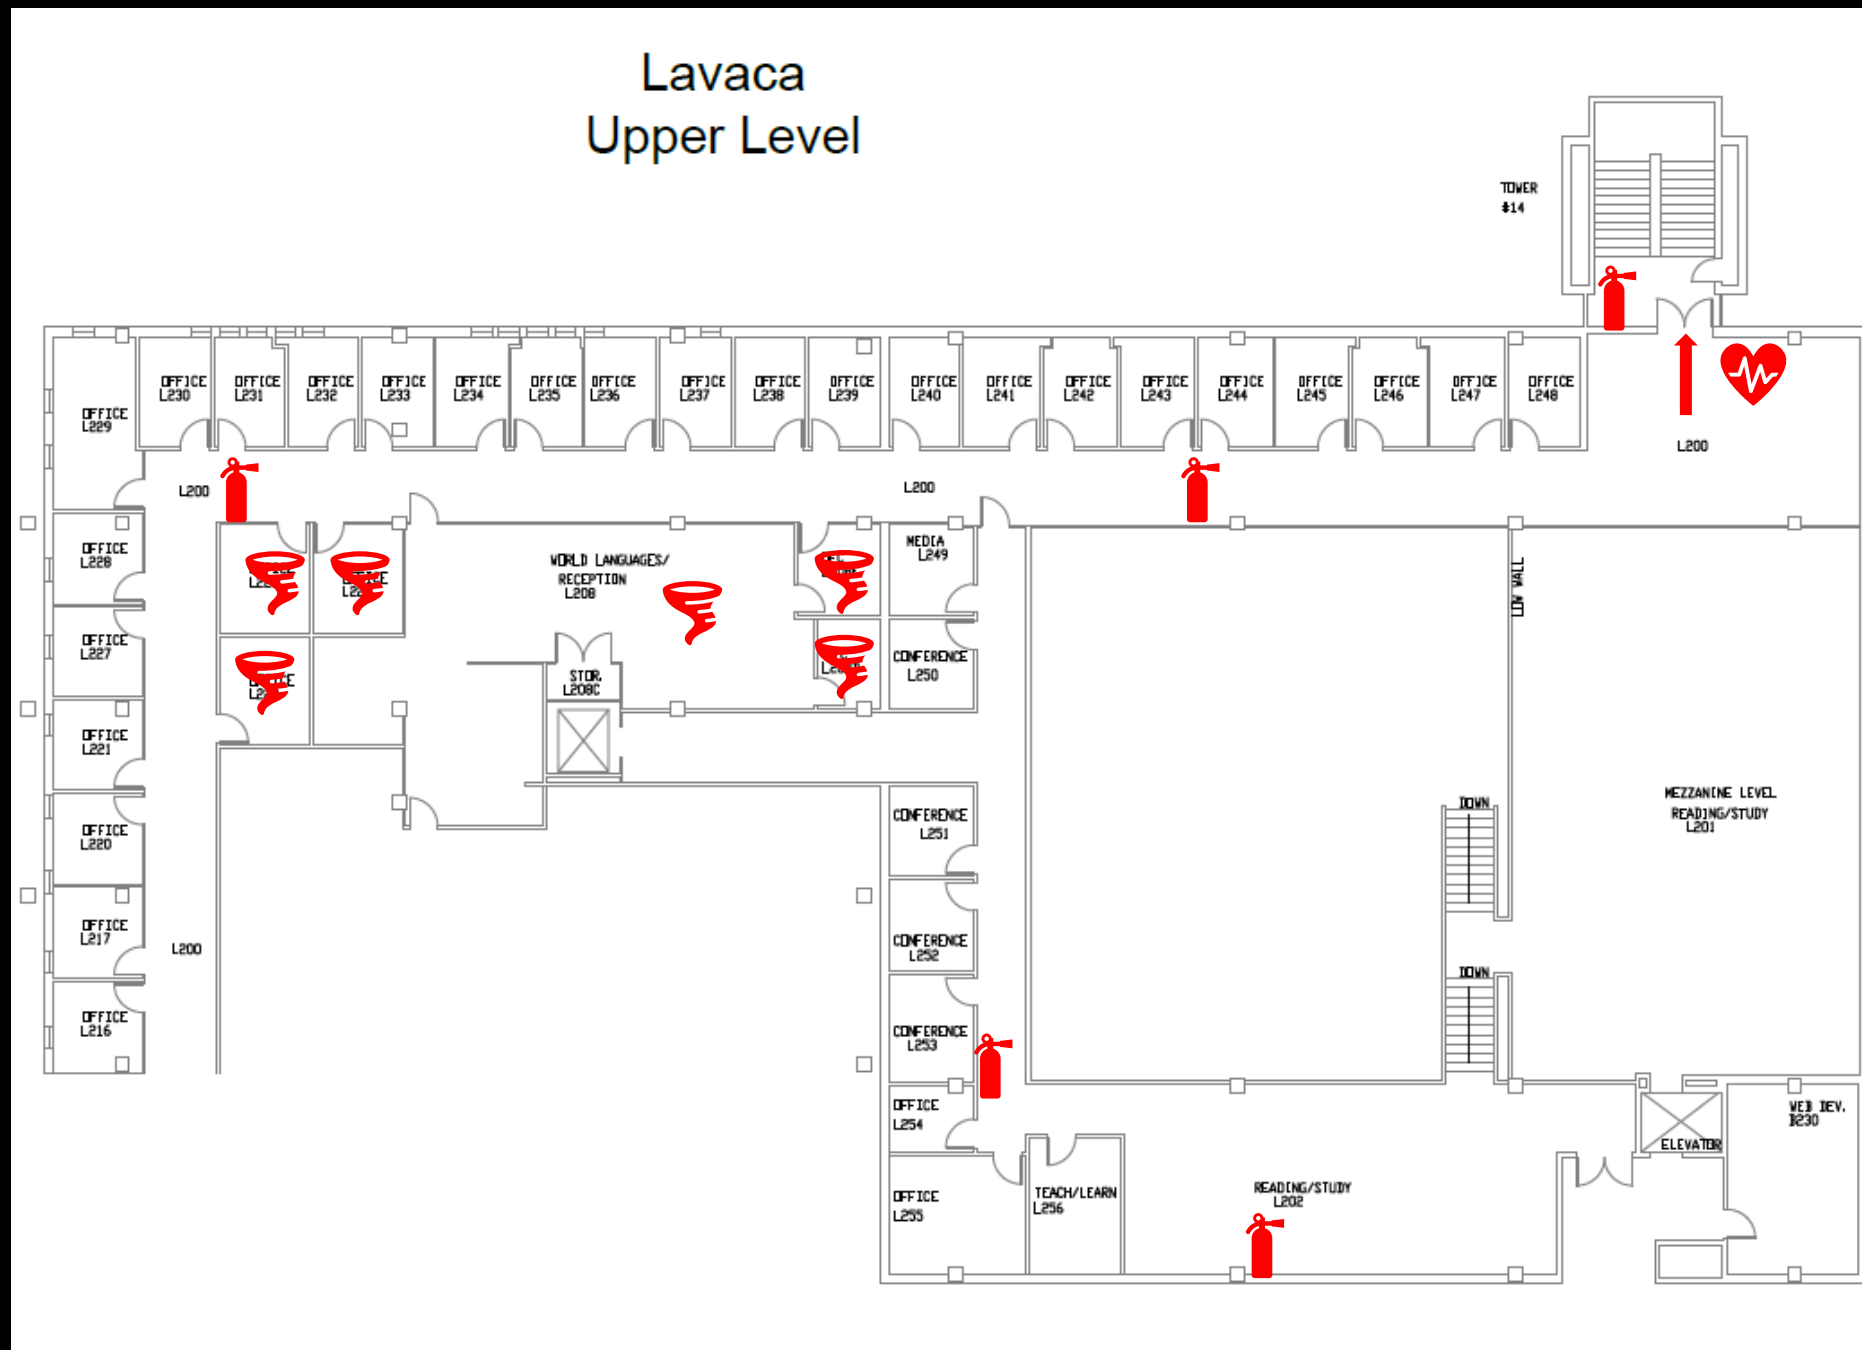 Lavaca
Upper Level
TOWER
#14
OFFICE
L229
OFFICE
L230
OFFICE
L231
OFFICE
L232
OFFICE
L233
OFFICE
L234
OFFICE
L235
OFFICE
L236
OFFICE
L237
OFFICE
L238
OFFICE
L239
OFFICE
L240
OFFICE
L241
OFFICE
L242
OFFICE
L243
OFFICE
L244
OFFICE
L245
OFFICE
L246
OFFICE
L247
OFFICE
L248
L200
L200
L200
OFFICE
L228
WORLD LANGUAGES/
RECEPTION
L208
MEDIA
L249
LOW WALL
OFFICE
L227
STOR.
L208C
CONFERENCE
L250
OFFICE
L221
OFFICE
L220
CONFERENCE
L251
DOWN
MEZZANINE LEVEL
READING/STUDY
L201
OFFICE
L217
L200
CONFERENCE
L252
DOWN
OFFICE
L216
CONFERENCE
L253
OFFICE
L254
WEB DEV.
B230
ELEVATOR
OFFICE
L255
TEACH/LEARN
L256
READING/STUDY
L202